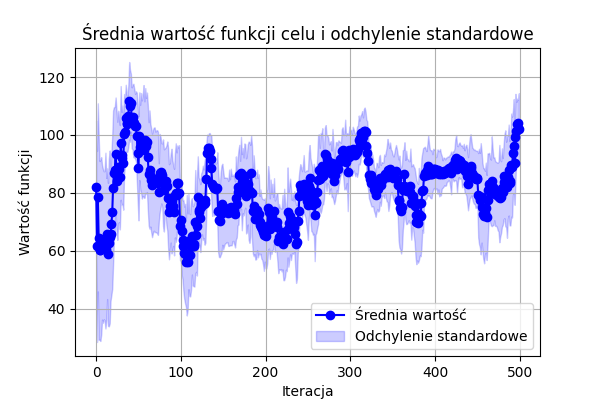 Średnia wartość funkcji celu i odchylenie standardowe
Wartość funkcji
120
100
80
60
40
0
100
200
300
400
500
Iteracja
Średnia wartość
Odchylenie standardowe